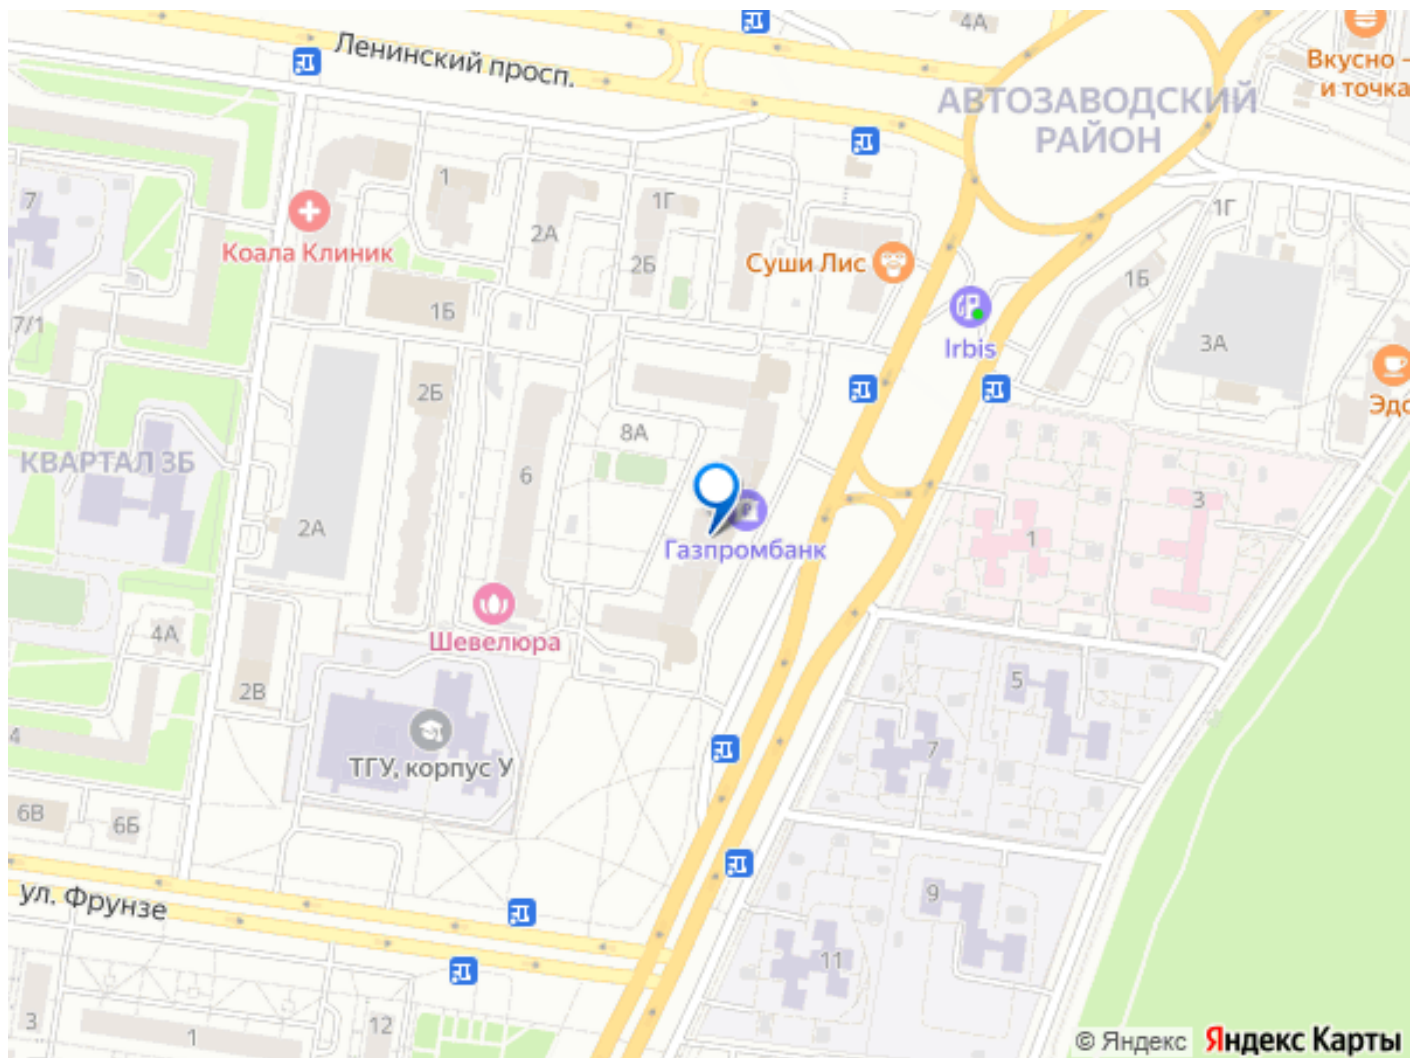 4А
Ленинский просп.
Вкусно –
и точка
АВТОЗАВОДСКИЙ
РАЙОН
7
1
1Г
1Г
2А
Коала Клиник
2Б
Суши Лис
1Б
1Б
7/1
3А
Irbis
2Б
Эдо
8А
КВАРТАЛ 3Б
6
3
2А
1
Газпромбанк
4А
Шевелюра
5
2В
4
7
ТГУ, корпус У
6В
6Б
ул. Фрунзе
9
11
3
1
12
© Яндекс Яндекс Карты